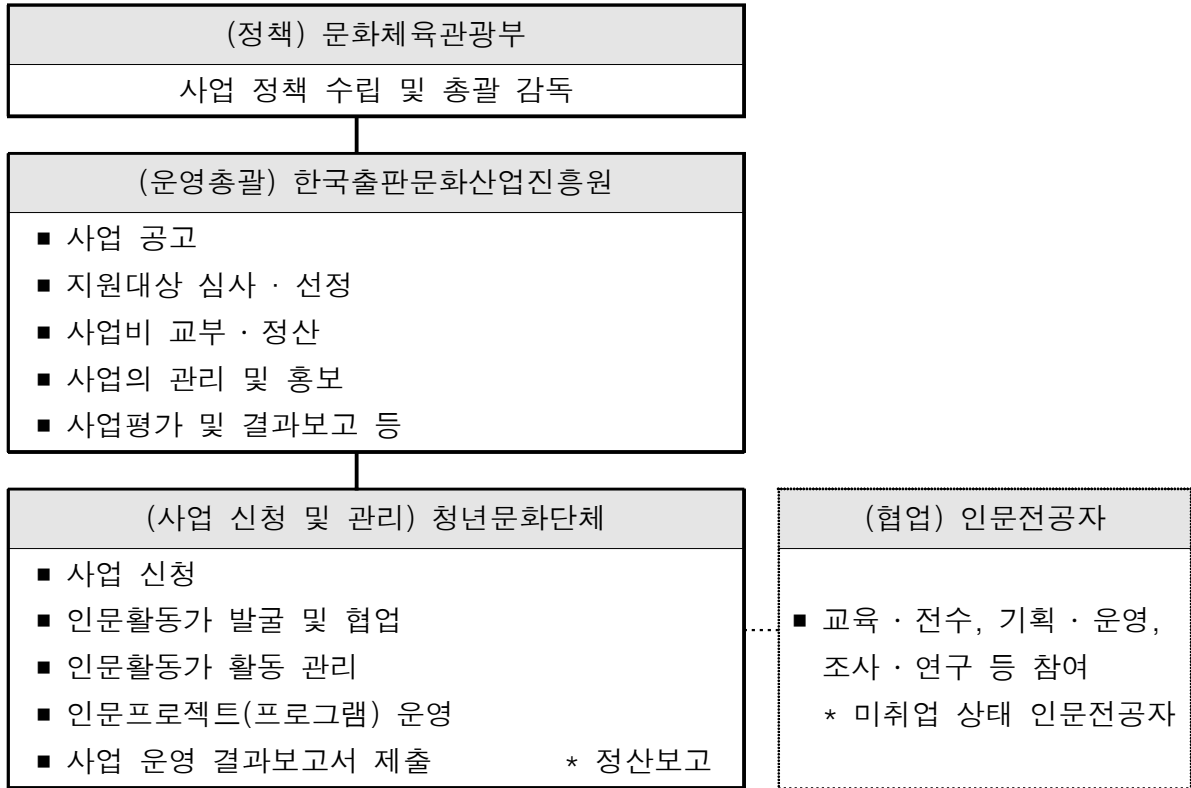 (정책) 문화체육관광부
사업 정책 수립 및 총괄 감독
(운영총괄) 한국출판문화산업진흥원
■ 사업 공고
■ 지원대상 심사 · 선정
■ 사업비 교부 · 정산
■ 사업의 관리 및 홍보
■ 사업평가 및 결과보고 등
(사업 신청 및 관리) 청년문화단체
■ 사업 신청
■ 인문활동가 발굴 및 협업
■ 인문활동가 활동 관리
■ 인문프로젝트(프로그램) 운영
■ 사업 운영 결과보고서 제출 * 정산보고
(협업) 인문전공자
■ 교육 · 전수, 기획 · 운영,
조사 · 연구 등 참여
* 미취업 상태 인문전공자